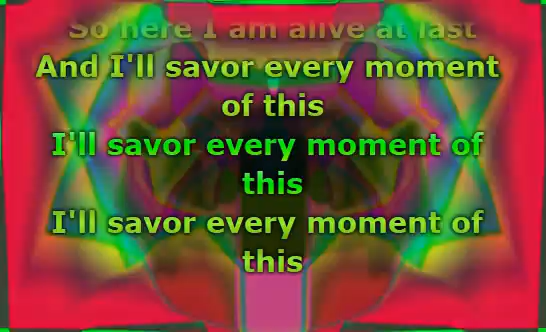 So here I am alive at last
And I'll savor every moment
of this
I'll savor every moment of
this
I'll savor every moment of
this